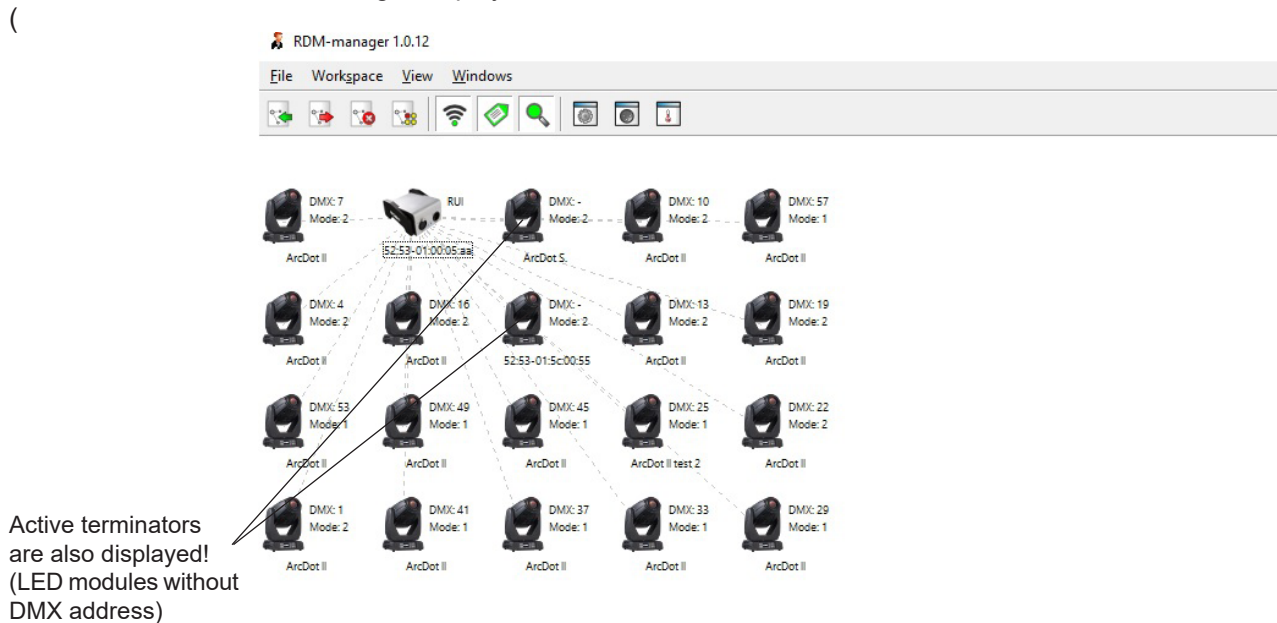 (
RDM-manager 1.0.12
File Workspace View Windows
DMX: 7
Mode: 2
ArcDot II
RUI
52:53-01:00:05:aa
DMX: -
Mode: 2
ArcDot S.
DMX: 10
Mode: 2
ArcDot II
DMX: 57
Mode: 1
ArcDot II
DMX: 4
Mode: 2
ArcDot II
DMX: 16
Mode: 2
ArcDot II
DMX: -
Mode: 2
52:53-01:5c:00:55
DMX: 13
Mode: 2
ArcDot II
DMX: 19
Mode: 2
ArcDot II
DMX: 53
Mode: 1
ArcDot II
DMX: 49
Mode: 1
ArcDot II
DMX: 45
Mode: 1
ArcDot II
DMX: 25
Mode: 1
ArcDot II test 2
DMX: 22
Mode: 2
ArcDot II
DMX: 1
Mode: 2
ArcDot II
DMX: 41
Mode: 1
ArcDot II
DMX: 37
Mode: 1
ArcDot II
DMX: 33
Mode: 1
ArcDot II
DMX: 29
Mode: 1
ArcDot II
Active terminators
are also displayed!
(LED modules without
DMX address)